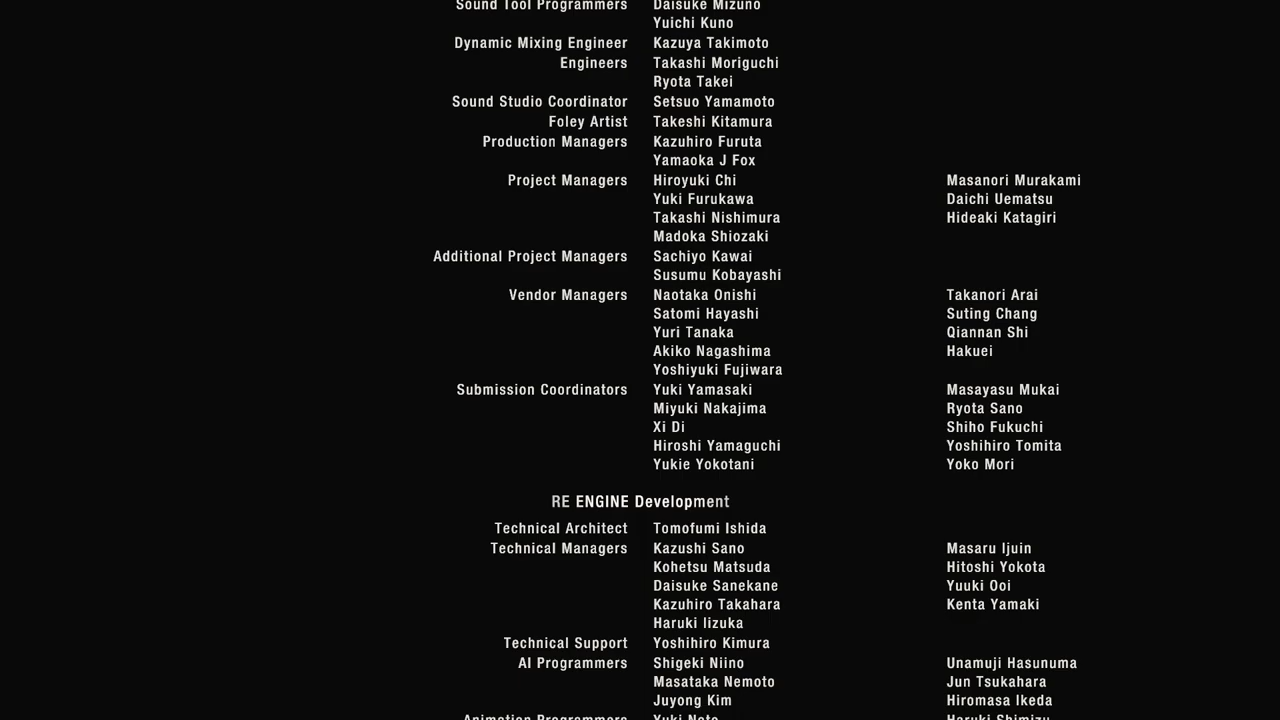 Sound Tool Programmers Daisuke Mizuno
Yuichi Kuno
Dynamic Mixing Engineer Kazuya Takimoto
Engineers Takashi Moriguchi
Ryota Takei
Sound Studio Coordinator Setsuo Yamamoto
Foley Artist Takeshi Kitamura
Production Managers Kazuhiro Furuta
Yamaoka J Fox
Project Managers Hiroyuki Chi Masanori Murakami
Yuki Furukawa Daichi Uematsu
Takashi Nishimura Hideaki Katagiri
Madoka Shiozaki
Additional Project Managers Sachiyo Kawai
Susumu Kobayashi
Vendor Managers Naotaka Onishi Takanori Arai
Satomi Hayashi Suting Chang
Yuri Tanaka Qiannan Shi
Akiko Nagashima Hakuei
Yoshiyuki Fujiwara
Submission Coordinators Yuki Yamasaki Masayasu Mukai
Miyuki Nakajima Ryota Sano
Xi Di Shiho Fukuchi
Hiroshi Yamaguchi Yoshihiro Tomita
Yukie Yokotani Yoko Mori
RE ENGINE Development
Technical Architect Tomofumi Ishida
Technical Managers Kazushi Sano Masaru Ijuin
Kohetsu Matsuda Hitoshi Yokota
Daisuke Sanekane Yuuki Ooi
Kazuhiro Takahara Kenta Yamaki
Haruki Iizuka
Technical Support Yoshihiro Kimura
AI Programmers Shigeki Niino Unamuji Hasunuma
Masataka Nemoto Jun Tsukahara
Juyong Kim Hiromasa Ikeda
Animation Programmers Yuki Noto Haruki Shimizu